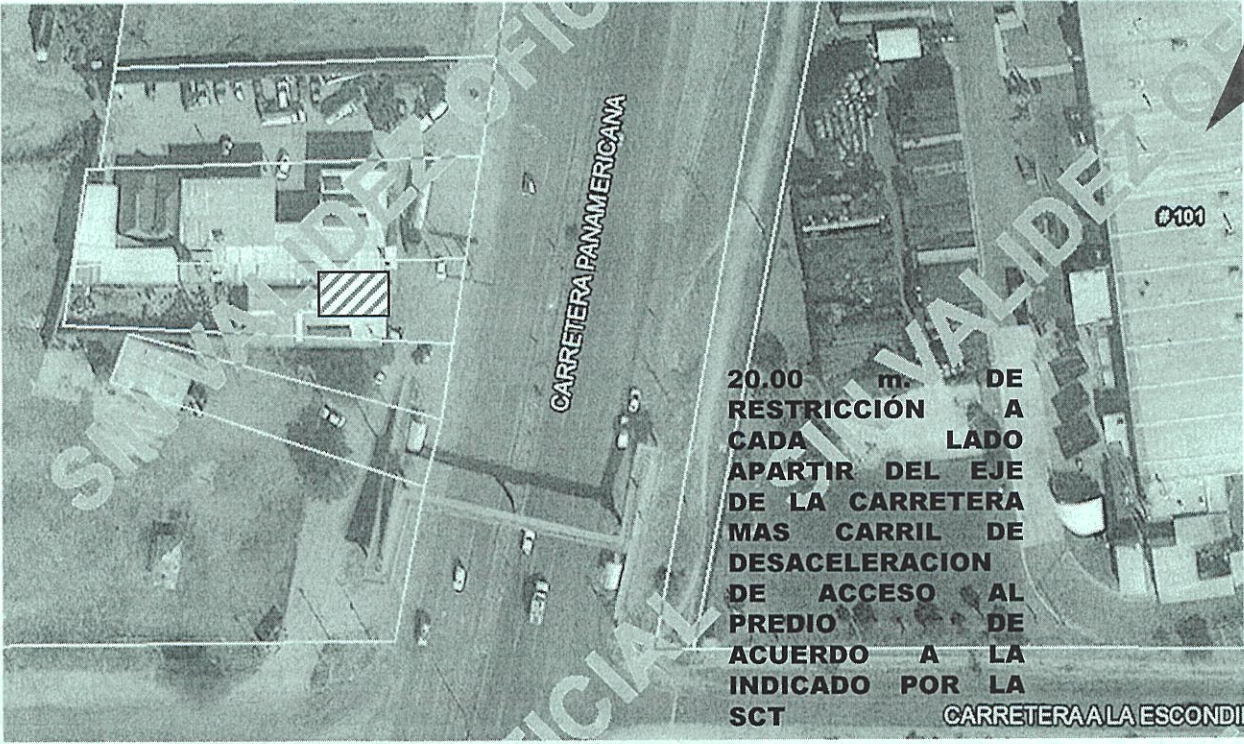 SIN VALIDEZ OFICIAL
CARRETERA PANAMERICANA
#101
SIN VALIDEZ OF
20.00 m. DE
RESTRICCIÓN A
CADA LADO
APARTIR DEL EJE
DE LA CARRETERA
MAS CARRIL DE
DESACELERACION
DE ACCESO AL
PREDIO DE
ACUERDO A LA
INDICADO POR LA
SCT
FICIAL
CARRETERA A LA ESCONDI